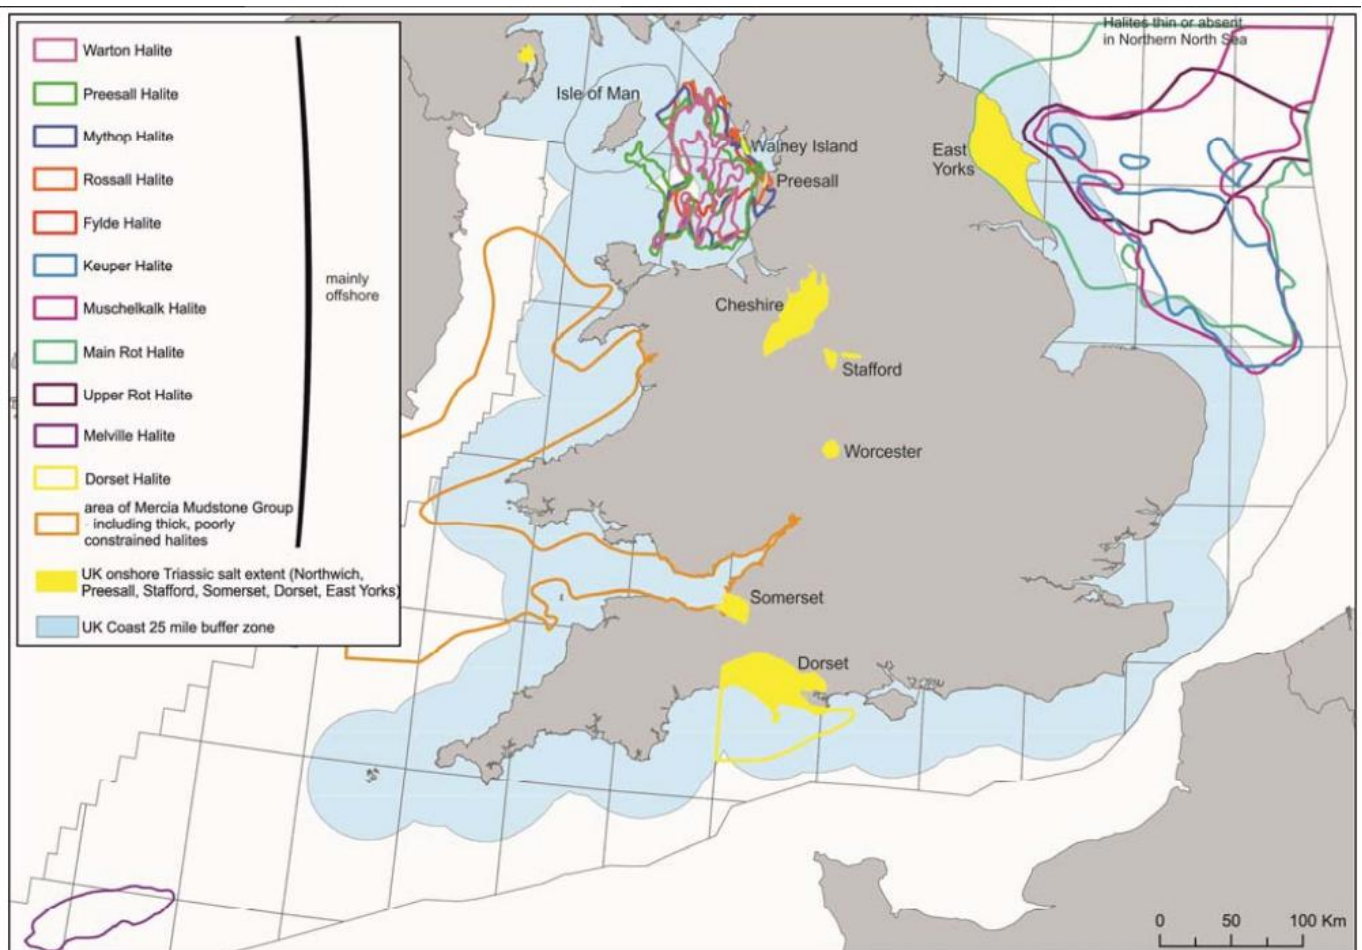 Warton Halite
Preesall Halite
Mythop Halite
Rossall Halite
Fylde Halite
Keuper Halite
Muschelkalk Halite
Main Rot Halite
Upper Rot Halite
Melville Halite
Dorset Halite
area of Mercia Mudstone Group
- including thick, poorly
constrained halites
UK onshore Triassic salt extent (Northwich,
Preesall, Stafford, Somerset, Dorset, East Yorks)
UK Coast 25 mile buffer zone
mainly
offshore
Halites thin or absent
in Northern North Sea
Isle of Man
Walney Island
Preesall
East
Yorks
Cheshire
Stafford
Worcester
Somerset
Dorset
0 50 100 Km